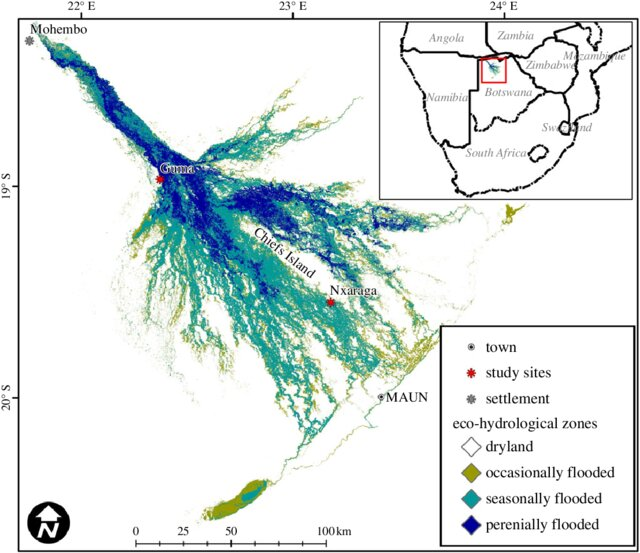 22° E 23° E 24° E
Mohembo
Angola
Zambia
Mozambique
Zimbabwe
Namibia
Botswana
Swaziland
South Africa
Guma
19° S
Chiefs Island
Nxaraga
town
study sites
settlement
eco-hydrological zones
dryland
occasionally flooded
seasonally flooded
perenially flooded
20° S
MAUN
N
0 25 50 100 km